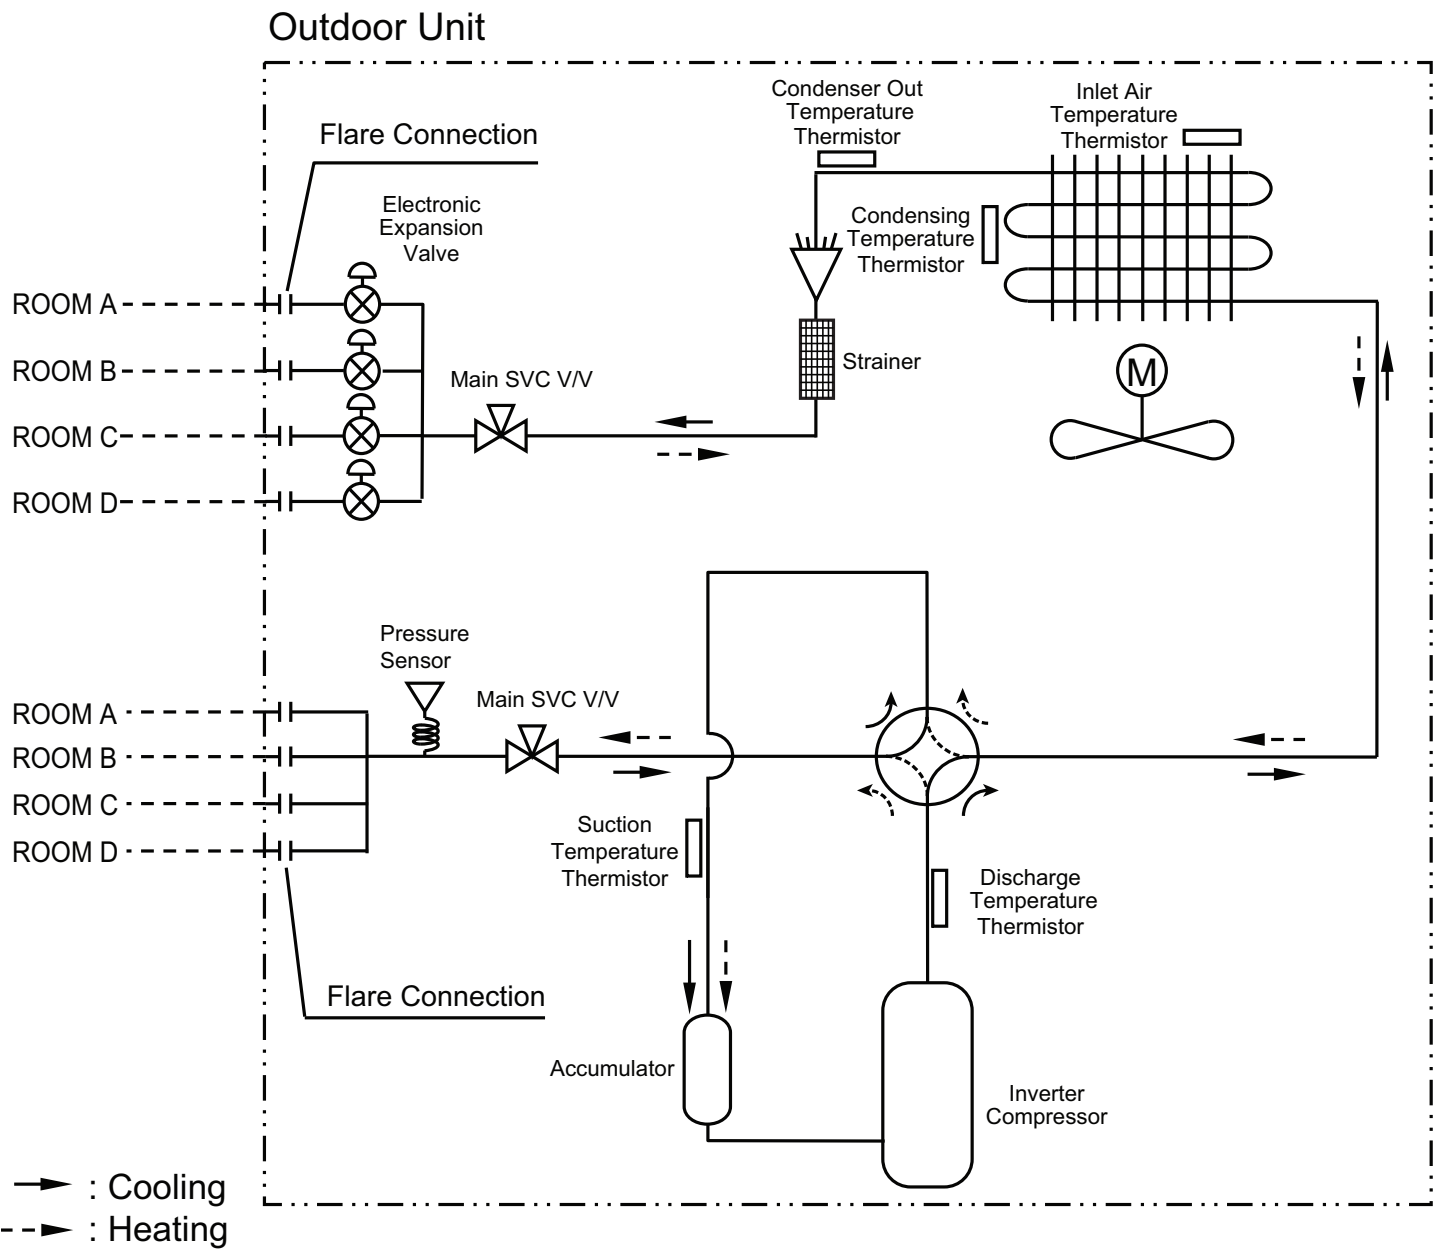 Outdoor Unit
Condenser Out
Temperature
Thermistor
Inlet Air
Temperature
Thermistor
Flare Connection
Electronic
Expansion
Valve
Condensing
Temperature
Thermistor
ROOM A
ROOM B
ROOM C
ROOM D
Main SVC V/V
Strainer
M
Pressure
Sensor
Main SVC V/V
ROOM A
ROOM B
ROOM C
ROOM D
Suction
Temperature
Thermistor
Discharge
Temperature
Thermistor
Flare Connection
Accumulator
Inverter
Compressor
: Cooling
: Heating